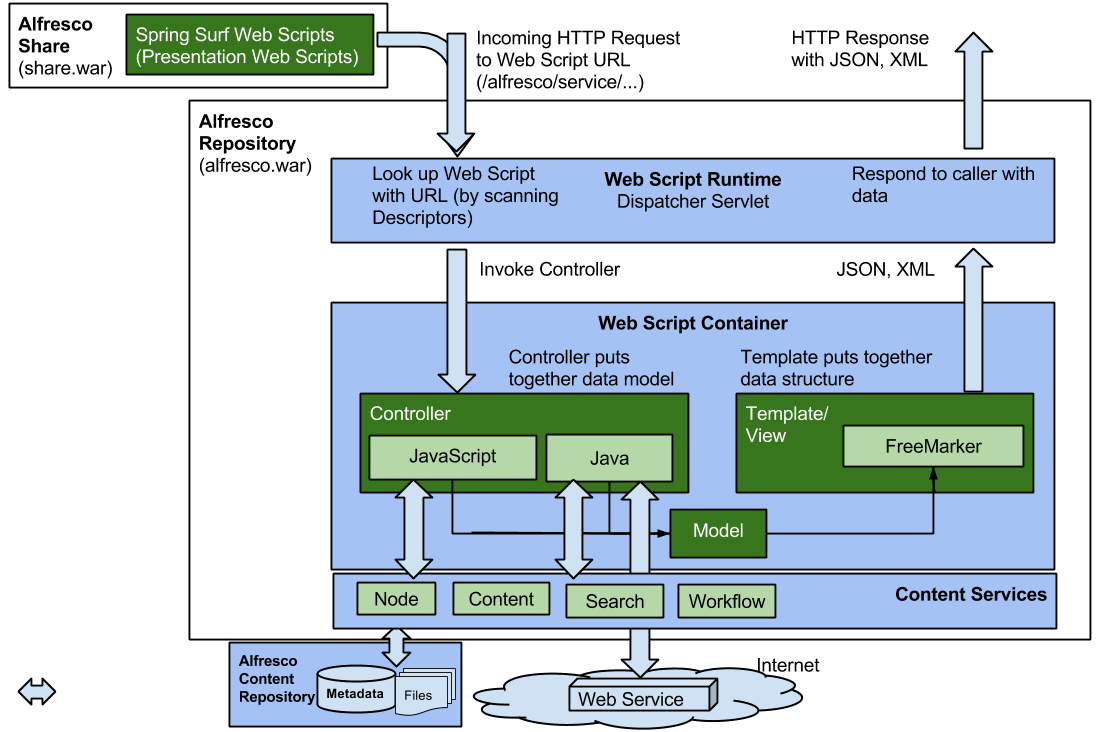 Alfresco
Share
(share.war)
Spring Surf Web Scripts
(Presentation Web Scripts)
Incoming HTTP Request
to Web Script URL
(/alfresco/service/...)
HTTP Response
with JSON, XML
Alfresco
Repository
(alfresco.war)
Look up Web Script
with URL (by scanning
Descriptors)
Web Script Runtime
Dispatcher Servlet
Respond to caller with
data
Invoke Controller
JSON, XML
Web Script Container
Controller puts
together data model
Template puts together
data structure
Controller
JavaScript
Java
Template/
View
FreeMarker
Model
Node
Content
Search
Workflow
Content Services
Alfresco
Content
Repository
Metadata
Files
Internet
Web Service